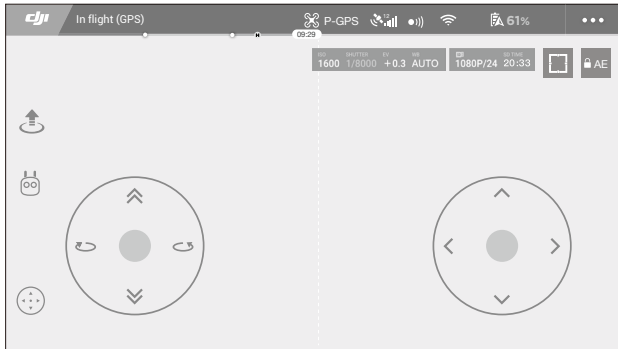 dji In flight (GPS) P-GPS 12 61% •••
09:29
ISO SHUTTER EV WB SD TIME
1600 1/8000 +0.3 AUTO 1080P/24 20:33 AE